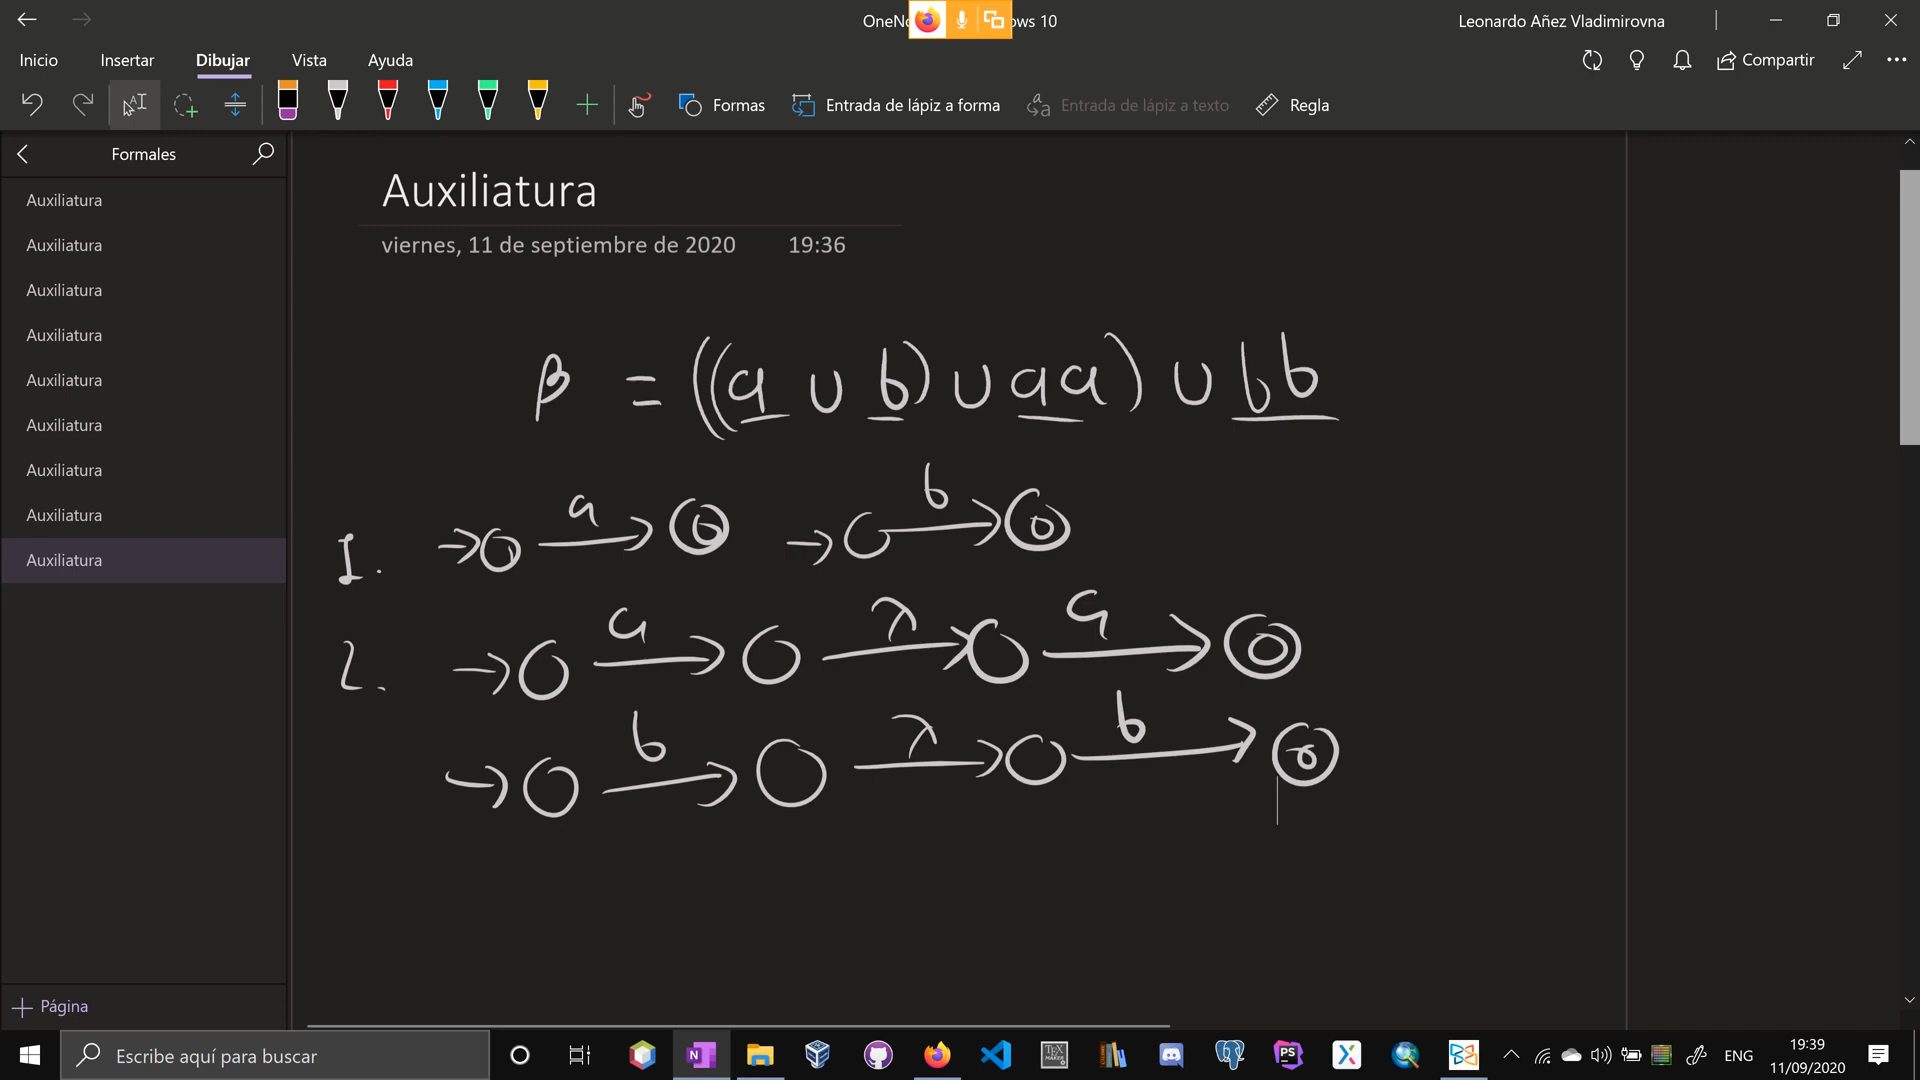 OneNo
ows 10
Leonardo Añez Vladimirovna
Inicio
Insertar
Dibujar
Vista
Ayuda
Compartir
Formas
Entrada de lápiz a forma
Entrada de lápiz a texto
Regla
Formales
Auxiliatura
Auxiliatura
Auxiliatura
Auxiliatura
Auxiliatura
Auxiliatura
Auxiliatura
Auxiliatura
Auxiliatura
Página
Auxiliatura
viernes, 11 de septiembre de 2020 19:36
β = ((a ∪ b) ∪ aa) ∪ bb
1. a b
2. a λ a
b λ b
Escribe aquí para buscar
ENG
19:39
11/09/2020